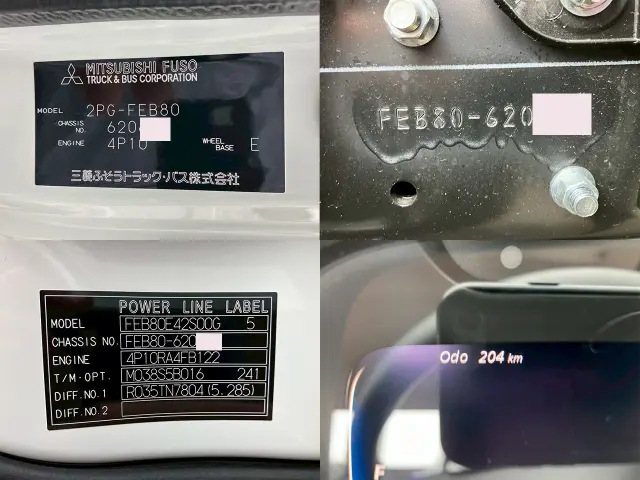 MITSUBISHI FUSO
TRUCK & BUS CORPORATION
MODEL 2PG-FEB80
CHASSIS NO. 620
ENGINE 4P10 WHEEL BASE E
三菱ふそうトラック・バス株式会社
FEB80-620
POWER LINE LABEL
MODEL FEB80E42S00G 5
CHASSIS NO. FEB80-620
ENGINE 4P10RA4FB122
T/M・OPT. M038S5B016 241
DIFF.NO.1 R035TN7804(5.285)
DIFF.NO.2
Odo 204 km